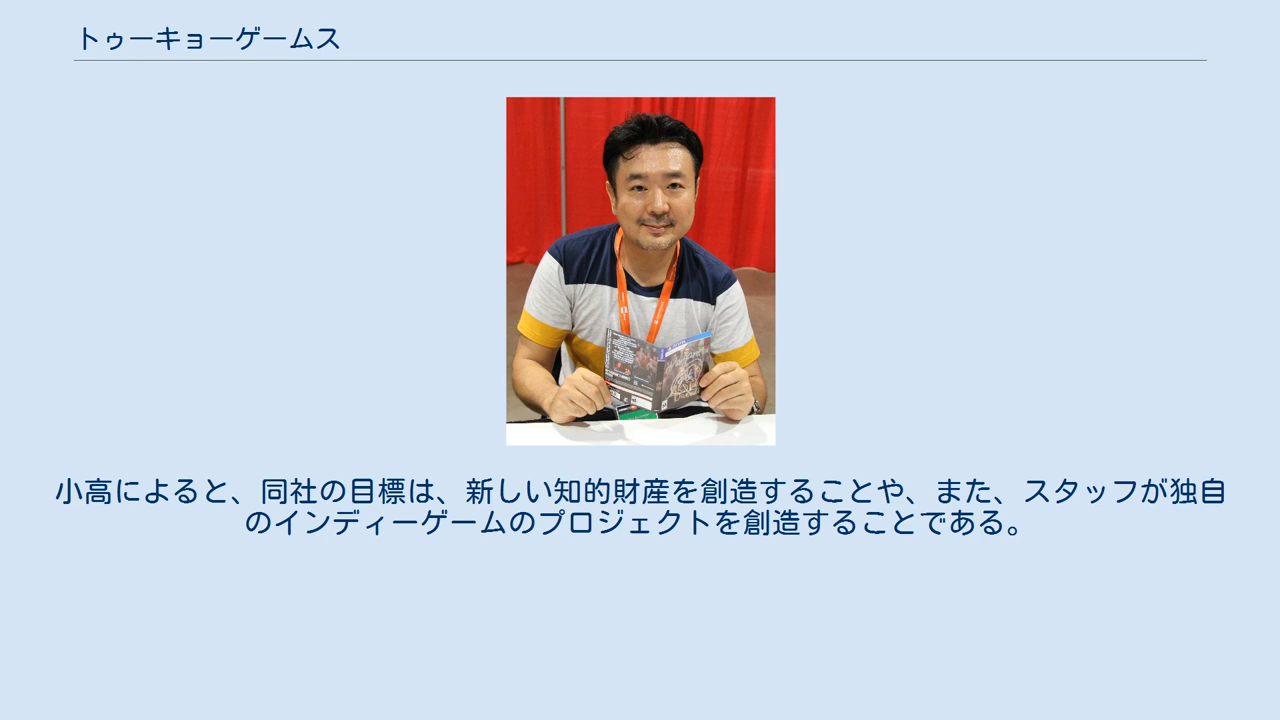 トゥーキョーゲームス
小高によると、同社の目標は、新しい知的財産を創造することや、また、スタッフが独自
のインディーゲームのプロジェクトを創造することである。